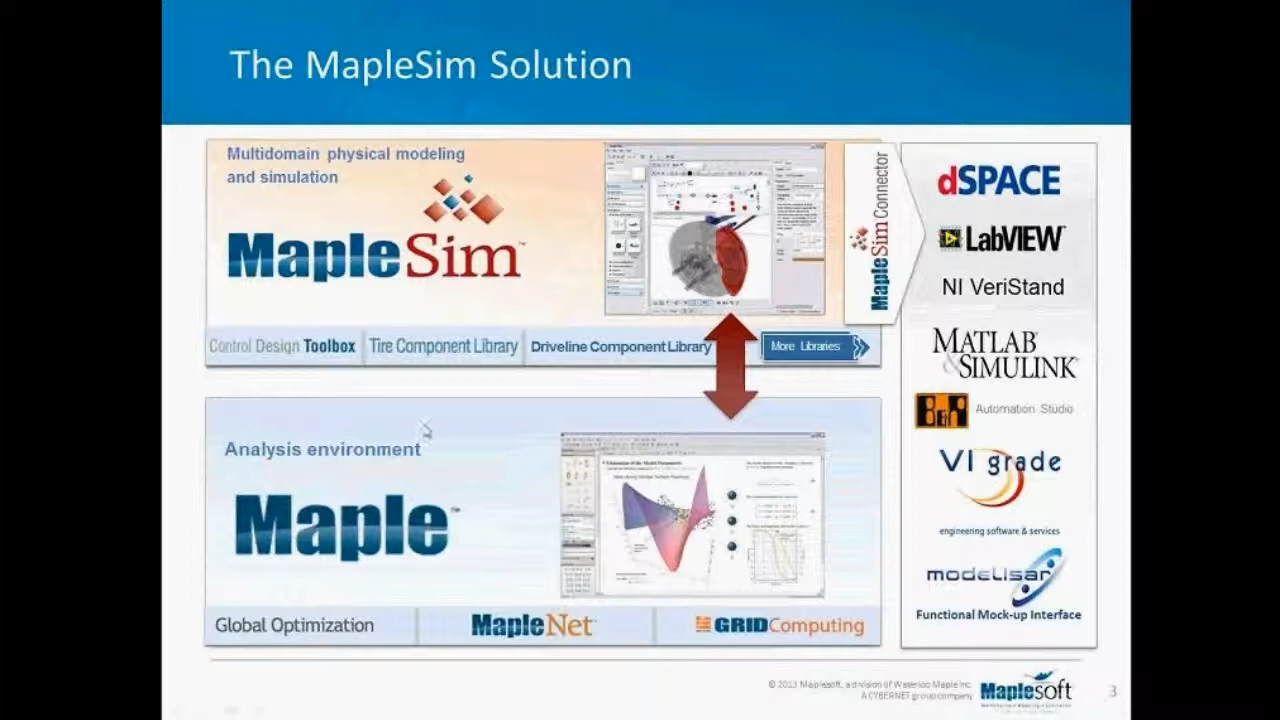 The MapleSim Solution
Multidomain physical modeling
and simulation
MapleSim™
MapleSim Connector
Control Design Toolbox
Tire Component Library
Driveline Component Library
More Libraries
dSPACE
LabVIEW
NI VeriStand
MATLAB
&SIMULINK
B&R Automation Studio
VI grade
engineering software & services
modelisar
Functional Mock-up Interface
Analysis environment
Maple™
Global Optimization
MapleNet
GRIDComputing
© 2013 Maplesoft, a division of Waterloo Maple Inc.
A CYBERNET group company
Maplesoft
3